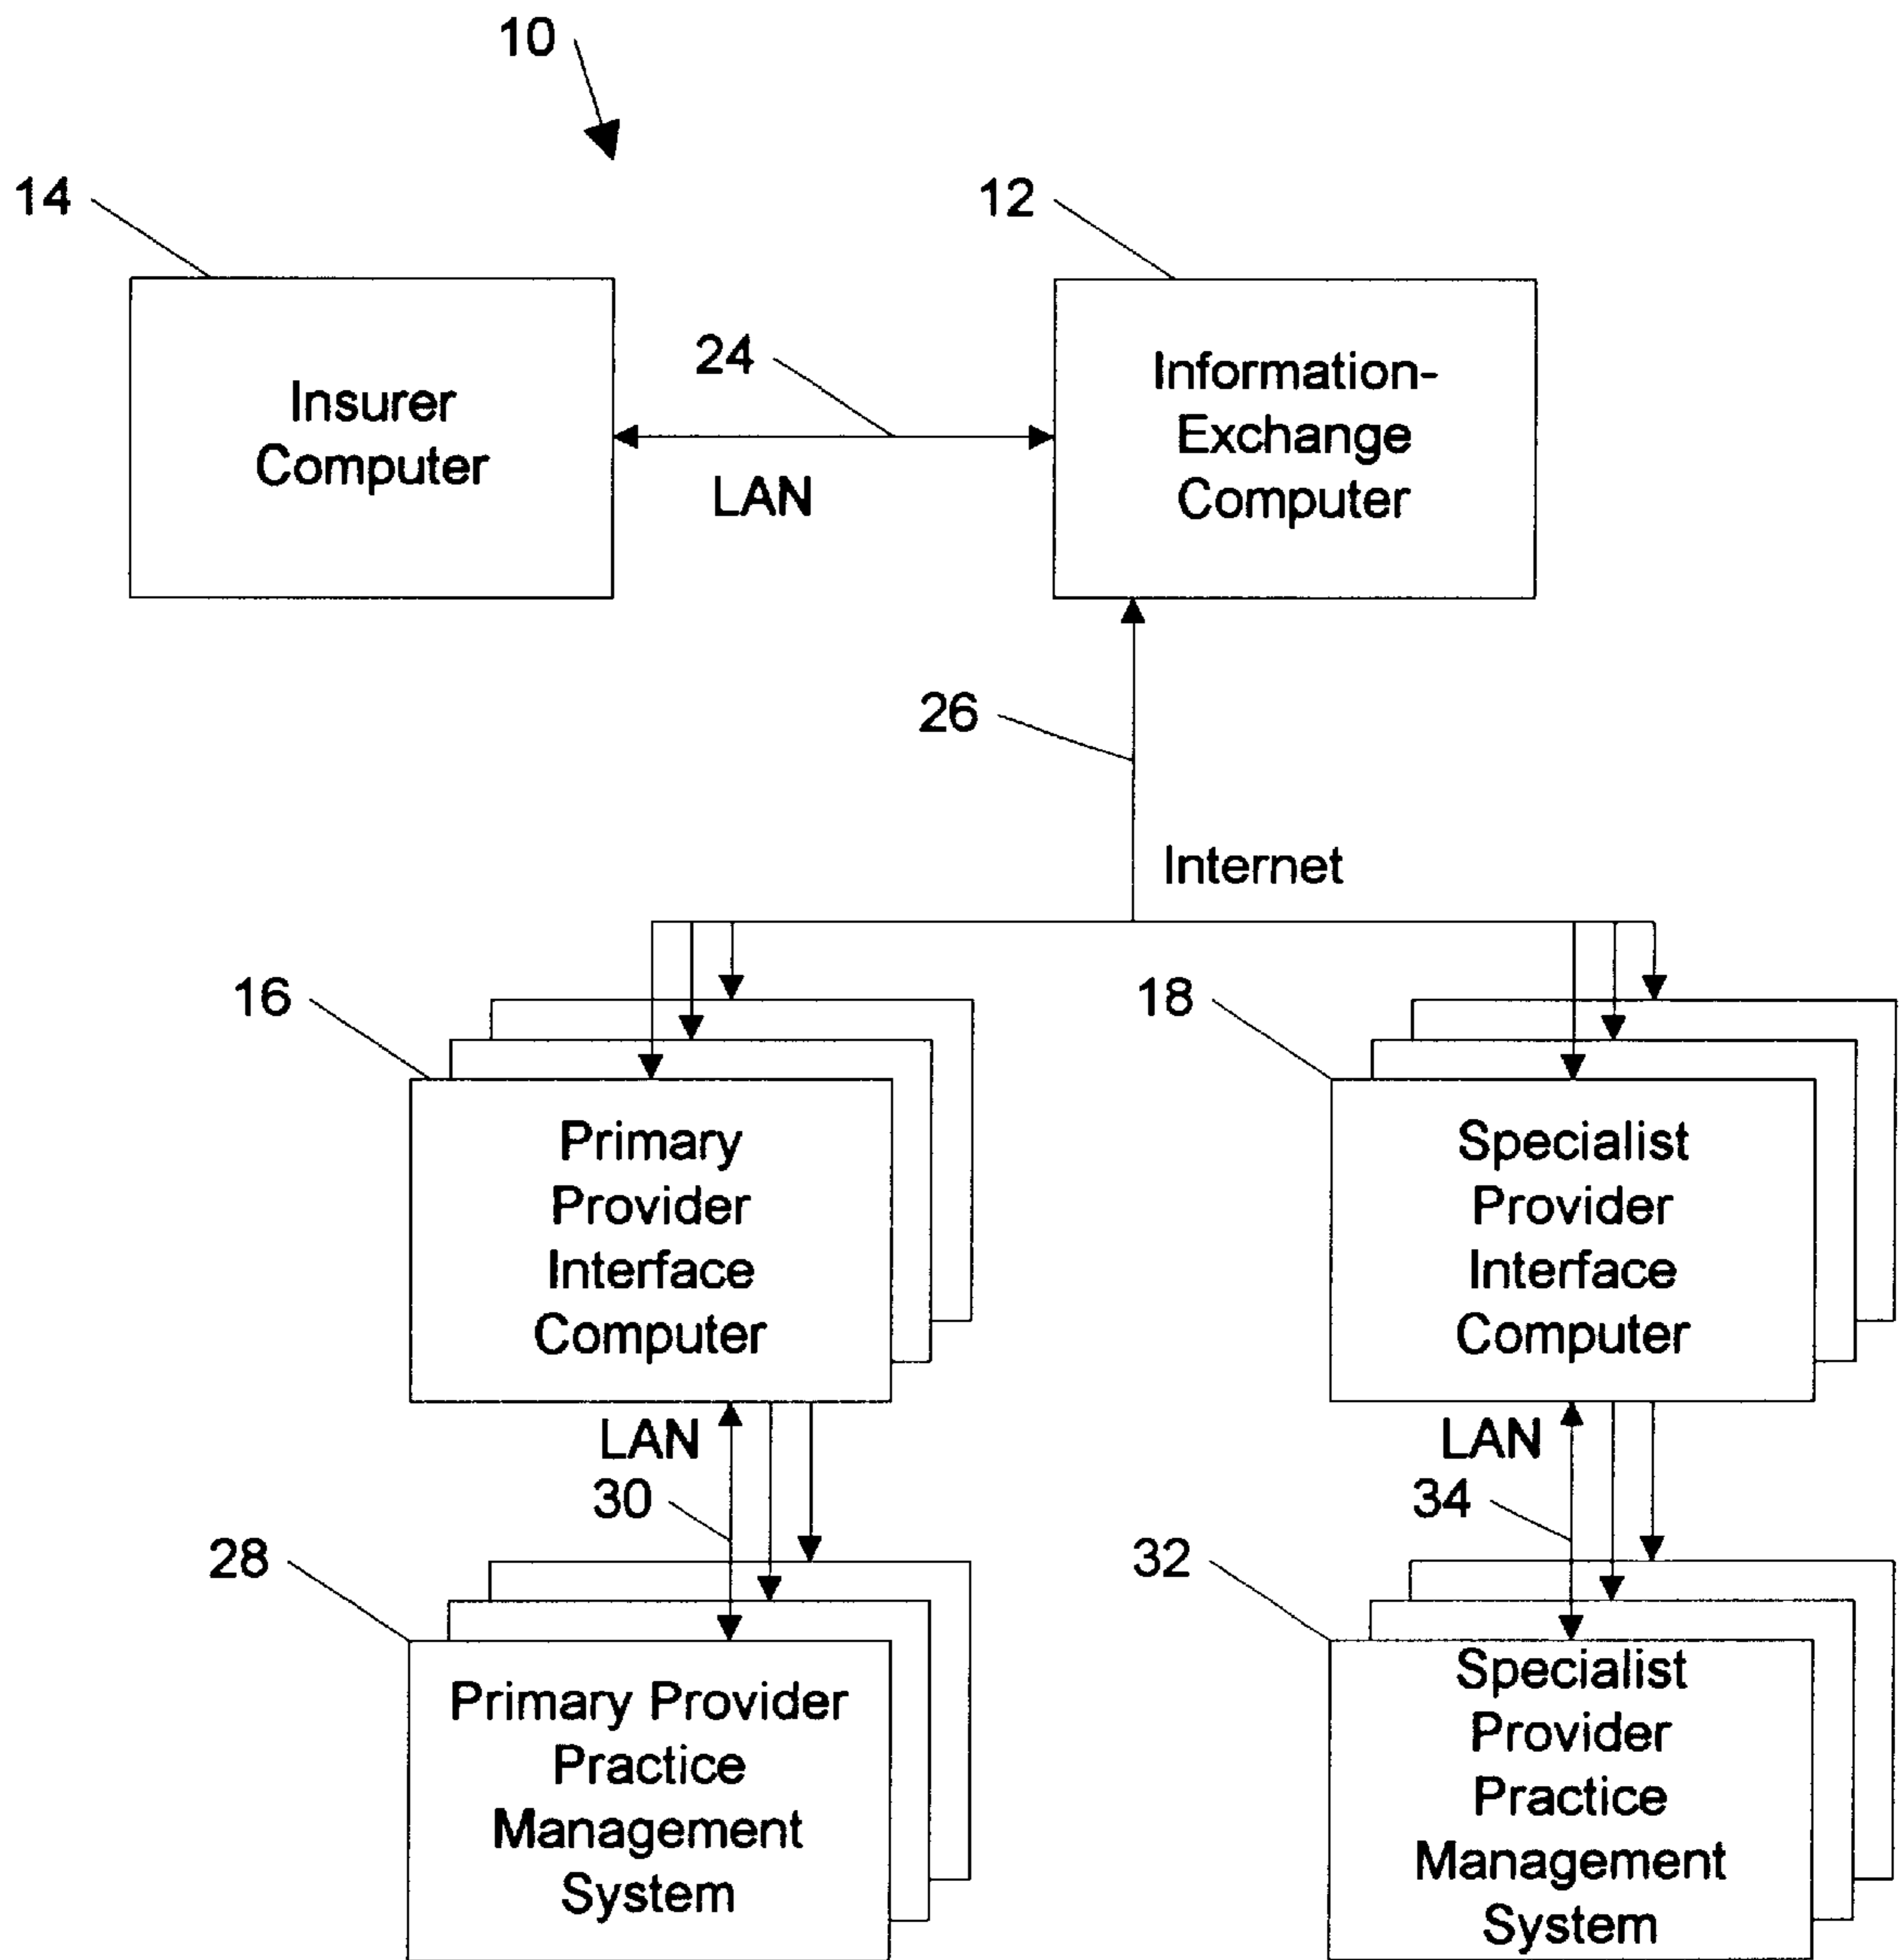 10
14
12
Insurer
Computer
24
LAN
Information-
Exchange
Computer
26
Internet
16
18
Primary
Provider
Interface
Computer
Specialist
Provider
Interface
Computer
LAN
30
LAN
34
28
32
Primary Provider
Practice
Management
System
Specialist
Provider
Practice
Management
System